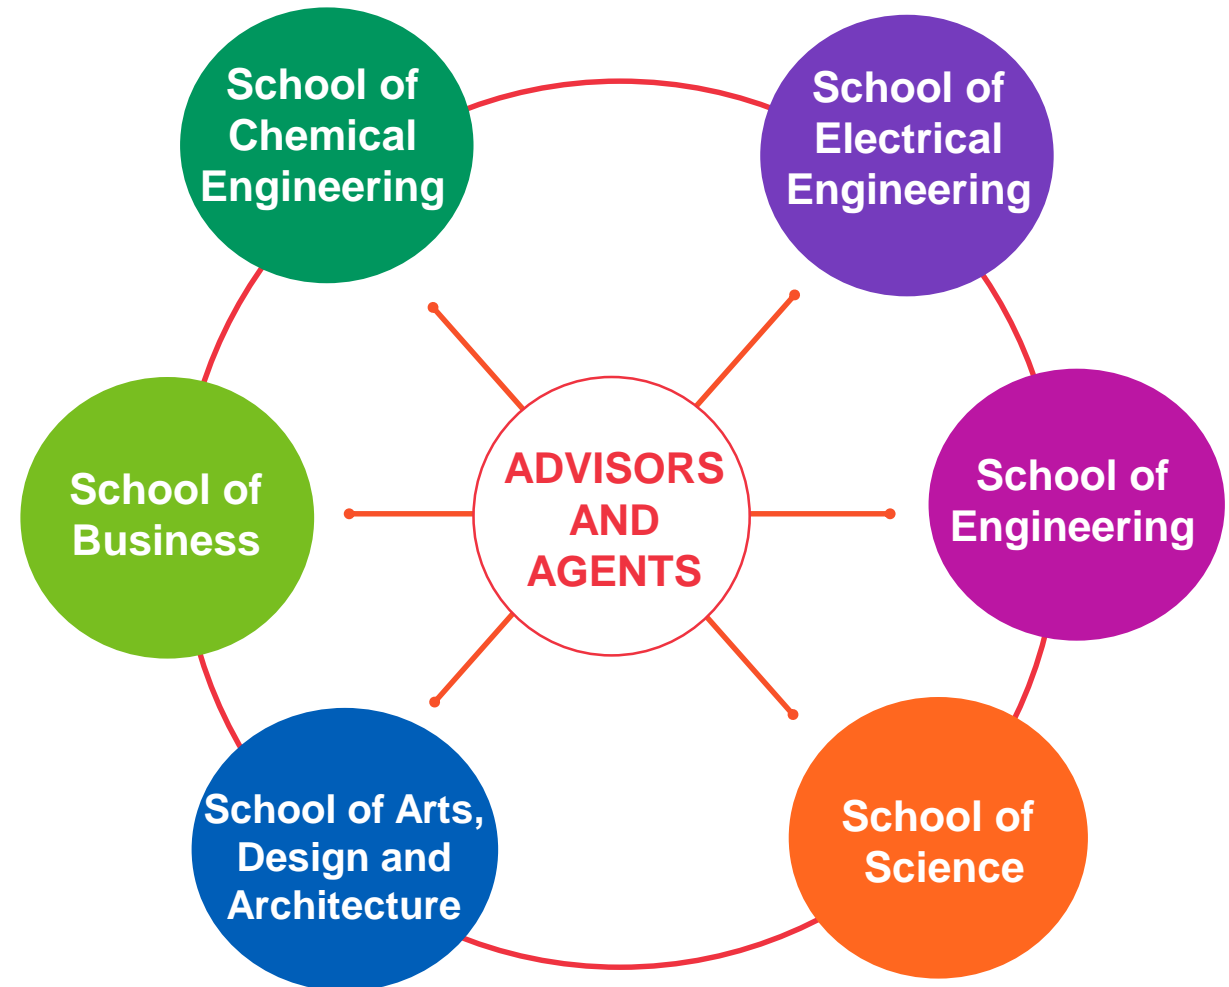 School of
Chemical
Engineering
School of
Electrical
Engineering
School of
Business
ADVISORS
AND
AGENTS
School of
Engineering
School of Arts,
Design and
Architecture
School of
Science